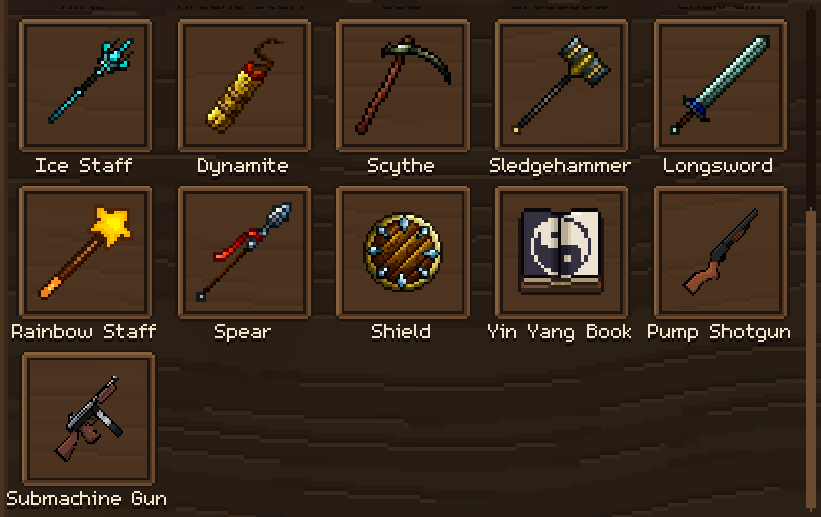 Ice Staff Dynamite Scythe Sledgehammer Longsword
Rainbow Staff Spear Shield Yin Yang Book Pump Shotgun
Submachine Gun